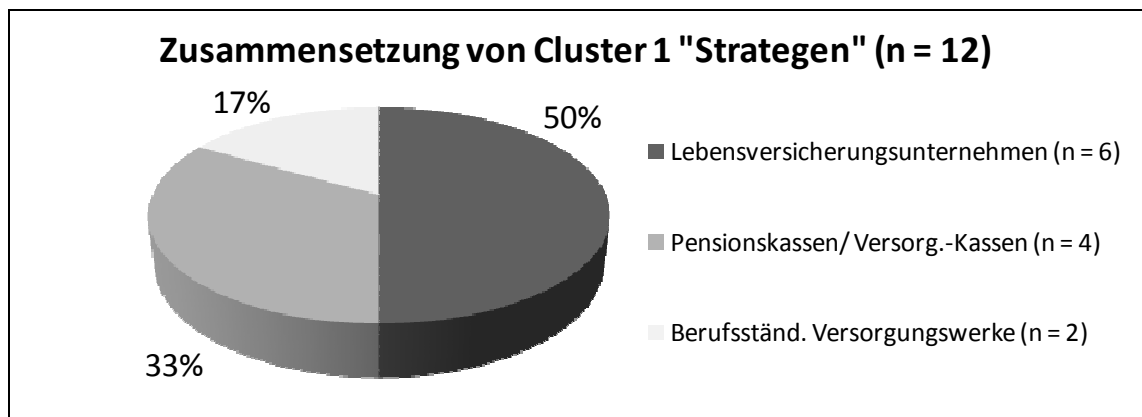 Zusammensetzung von Cluster 1 "Strategen" (n = 12)
17%
50%
33%
Lebensversicherungsunternehmen (n = 6)
Pensionskassen/ Versorg.-Kassen (n = 4)
Berufsständ. Versorgungswerke (n = 2)